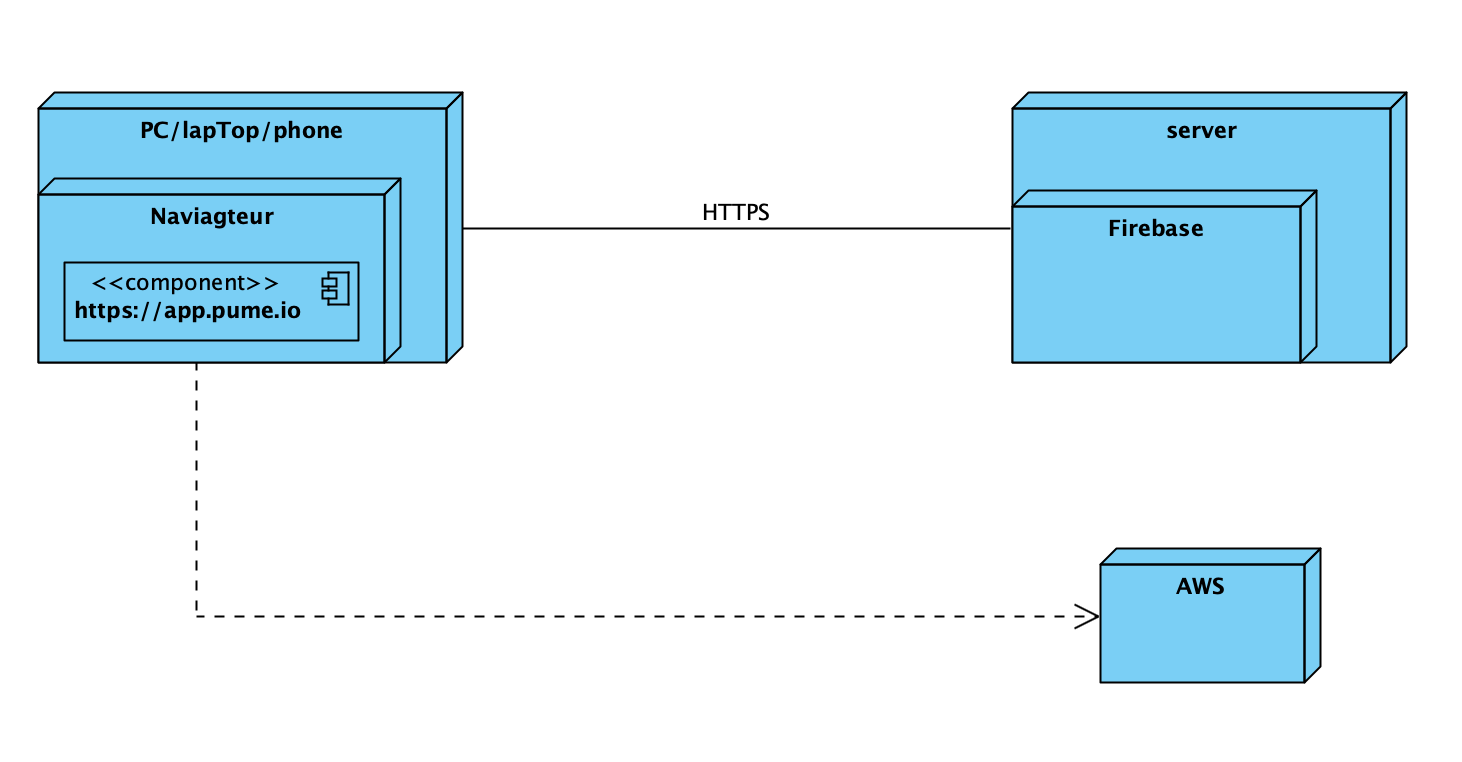 PC/lapTop/phone
server
Naviagteur
HTTPS
Firebase
<<component>>
https://app.pume.io
AWS